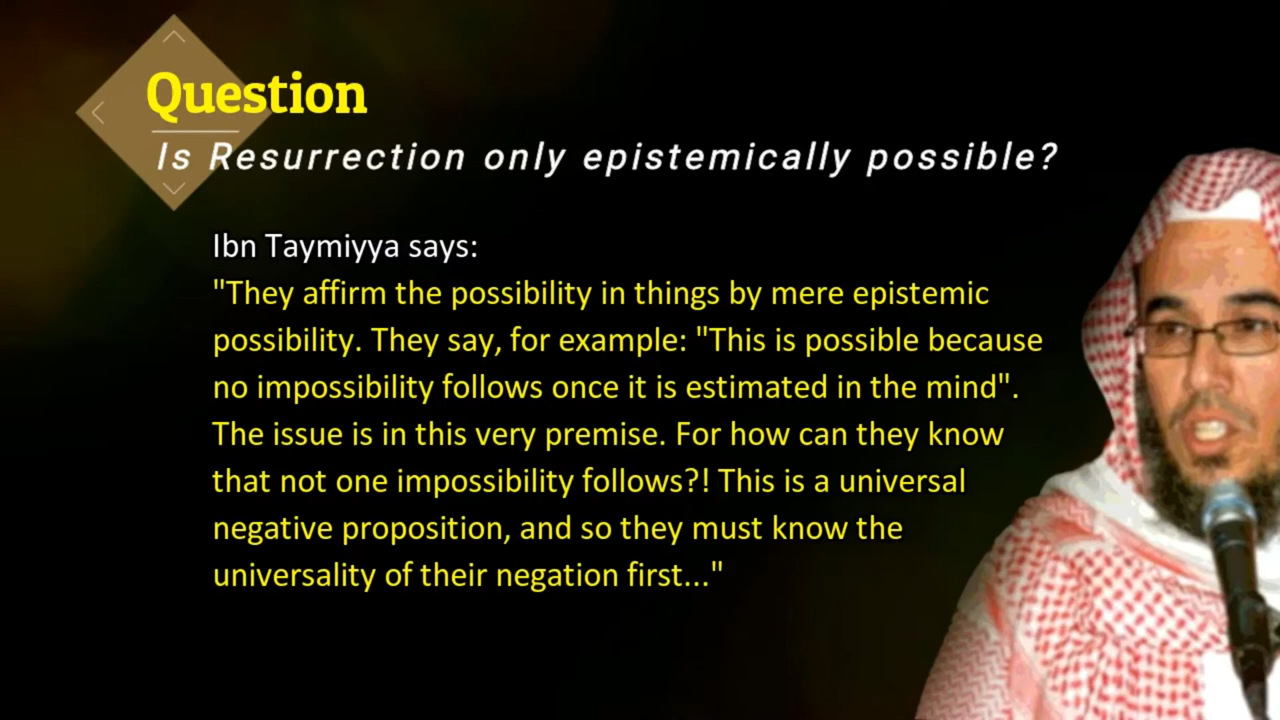 Question
Is Resurrection only epistemically possible?
Ibn Taymiyya says:
"They affirm the possibility in things by mere epistemic
possibility. They say, for example: "This is possible because
no impossibility follows once it is estimated in the mind".
The issue is in this very premise. For how can they know
that not one impossibility follows?! This is a universal
negative proposition, and so they must know the
universality of their negation first..."